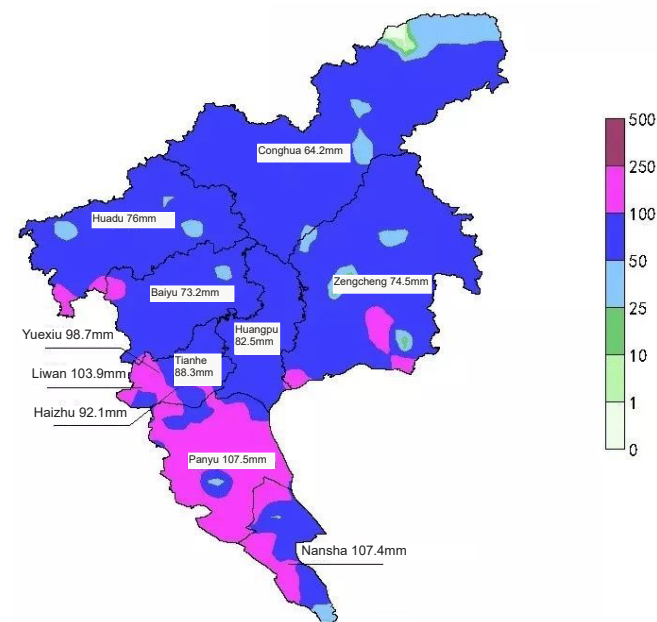 Conghua 64.2mm
Huadu 76mm
Zengcheng 74.5mm
Baiyu 73.2mm
Huangpu
82.5mm
Yuexiu 98.7mm
Tianhe
88.3mm
Liwan 103.9mm
Haizhu 92.1mm
Panyu 107.5mm
Nansha 107.4mm
500
250
100
50
25
10
1
0